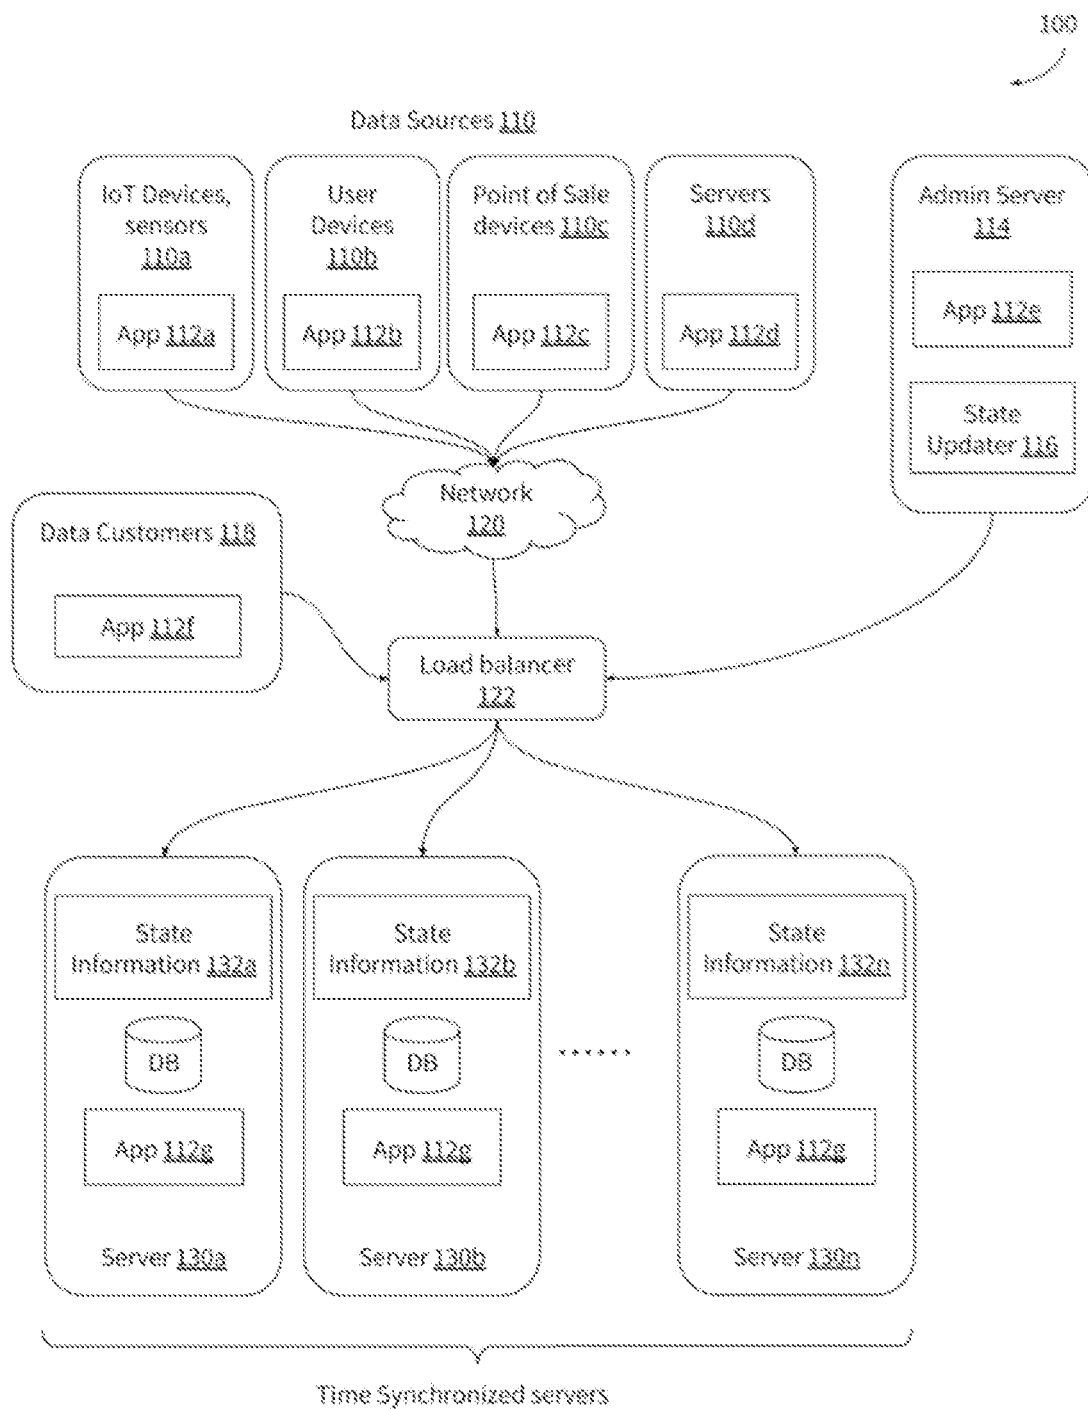 100
Data Sources 110
IoT Devices,
sensors
110a
App 112a
User
Devices
110b
App 112b
Point of Sale
devices 110c
App 112c
Servers
110d
App 112d
Admin Server
114
App 112e
State
Updater 116
Network
120
Data Customers 118
App 112f
Load balancer
122
State
Information 132a
DB
App 112g
Server 130a
State
Information 132b
DB
App 112g
Server 130b
......
State
Information 132n
DB
App 112g
Server 130n
Time Synchronized servers